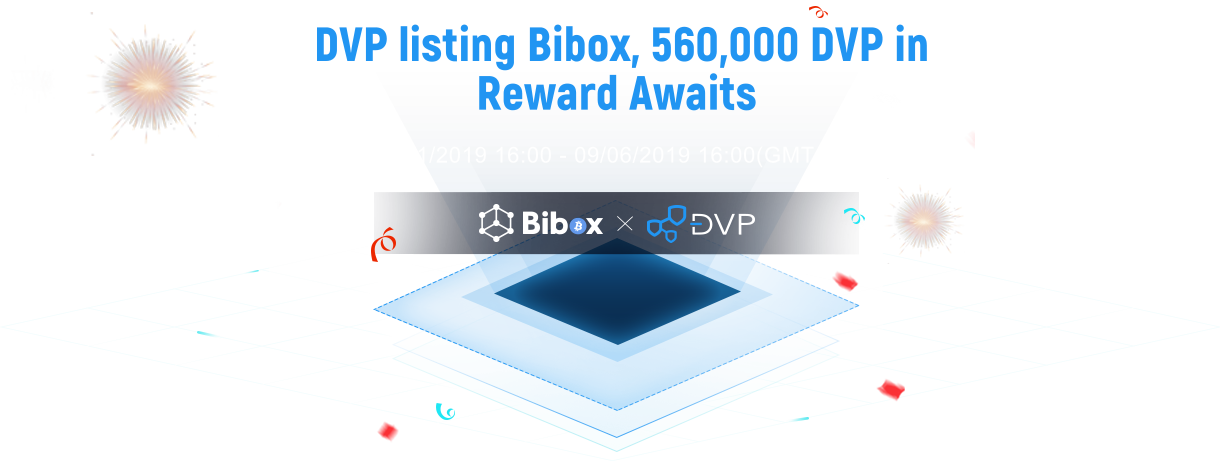 DVP listing Bibox, 560,000 DVP in
Reward Awaits
/2019 16:00 - 09/06/2019 16:00(GMT
Bibox × DVP